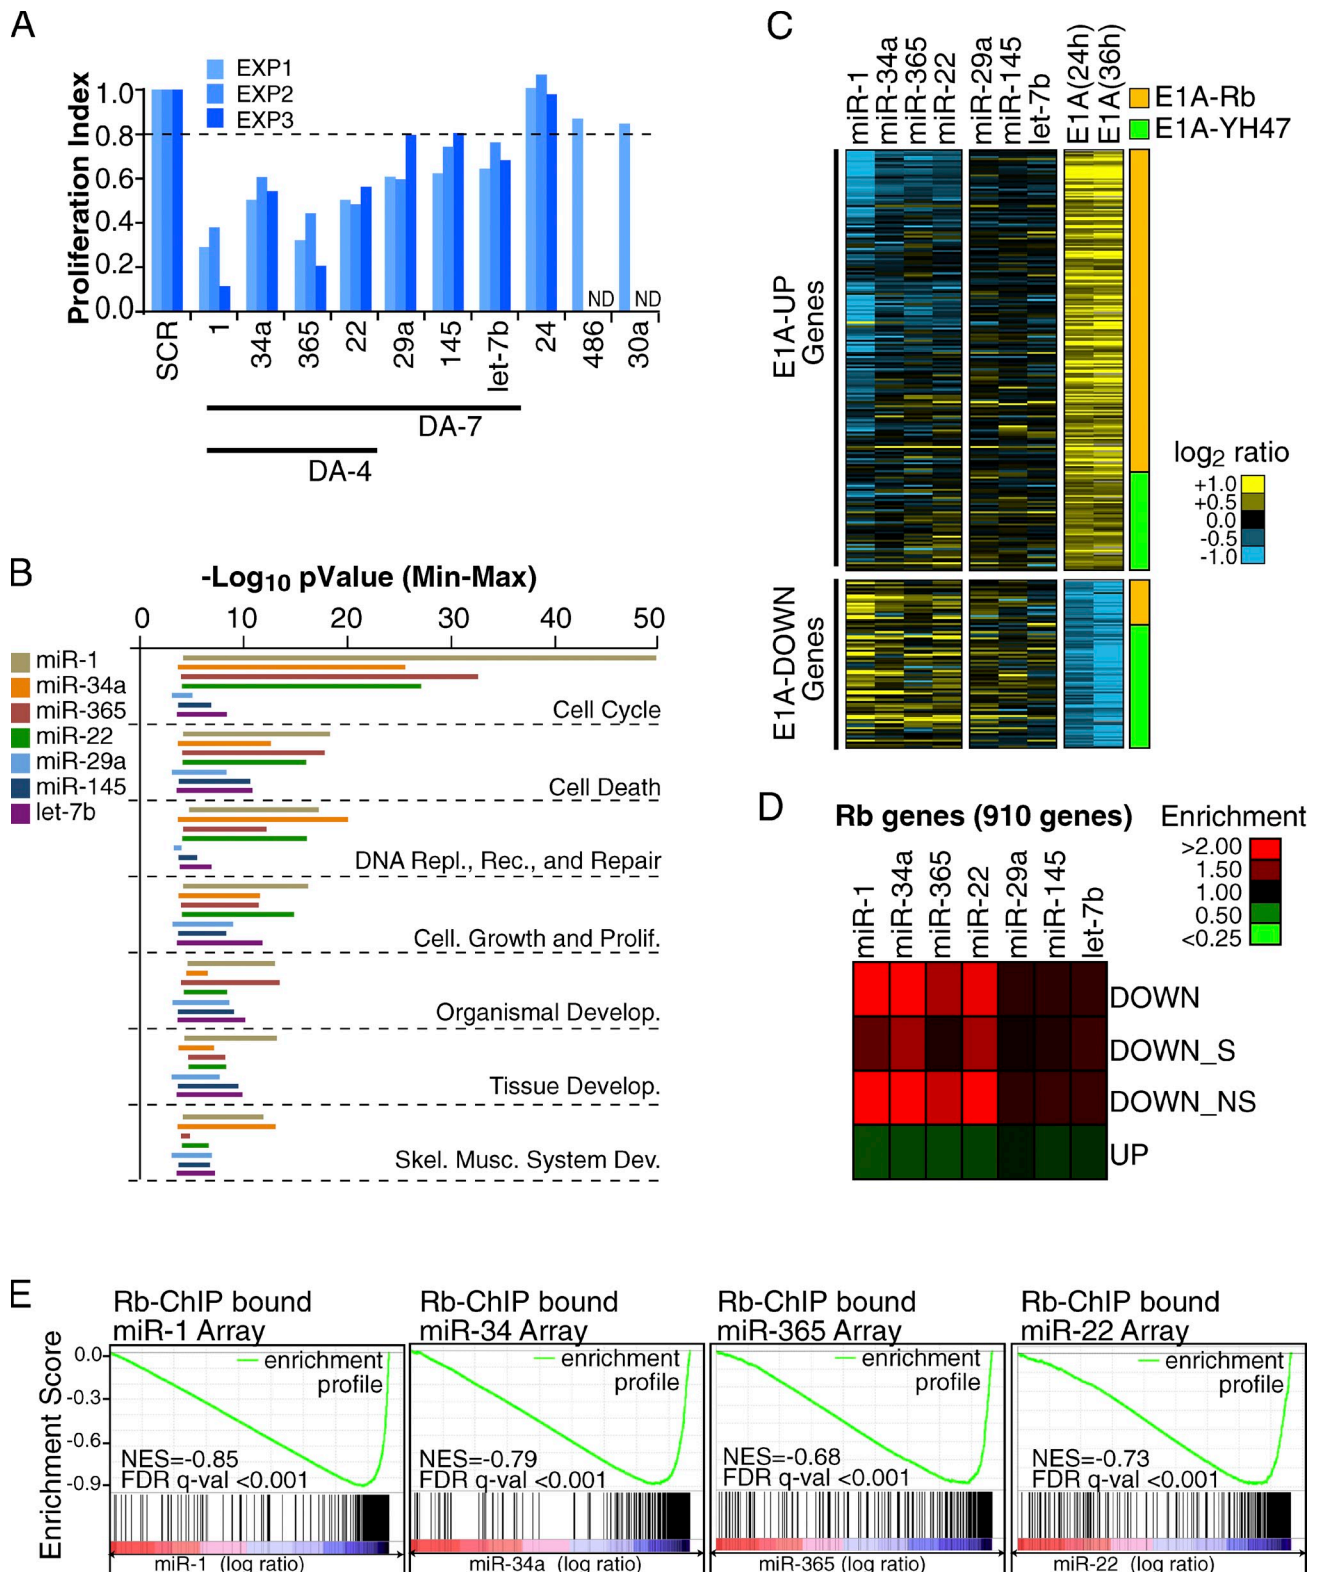 A
EXP1
EXP2
EXP3
Proliferation Index
1.0
0.8
0.6
0.4
0.2
0.0
ND
ND
SCR
1
34a
365
22
29a
145
let-7b
24
486
30a
DA-7
DA-4
B
-Log10 pValue (Min-Max)
0 10 20 30 40 50
miR-1
miR-34a
miR-365
miR-22
miR-29a
miR-145
let-7b
Cell Cycle
Cell Death
DNA Repl., Rec., and Repair
Cell. Growth and Prolif.
Organismal Develop.
Tissue Develop.
Skel. Musc. System Dev.
C
miR-1
miR-34a
miR-365
miR-22
miR-29a
miR-145
let-7b
E1A(24h)
E1A(36h)
E1A-Rb
E1A-YH47
E1A-UP
Genes
E1A-DOWN
Genes
log2 ratio
+1.0
+0.5
0.0
-0.5
-1.0
D
Rb genes (910 genes)
Enrichment
>2.00
1.50
1.00
0.50
<0.25
miR-1
miR-34a
miR-365
miR-22
miR-29a
miR-145
let-7b
DOWN
DOWN_S
DOWN_NS
UP
E
Enrichment Score
0.0
-0.3
-0.6
-0.9
Rb-ChIP bound
miR-1 Array
enrichment
profile
NES=-0.85
FDR q-val <0.001
miR-1 (log ratio)
Rb-ChIP bound
miR-34 Array
enrichment
profile
NES=-0.79
FDR q-val <0.001
miR-34a (log ratio)
Rb-ChIP bound
miR-365 Array
enrichment
profile
NES=-0.68
FDR q-val <0.001
miR-365 (log ratio)
Rb-ChIP bound
miR-22 Array
enrichment
profile
NES=-0.73
FDR q-val <0.001
miR-22 (log ratio)